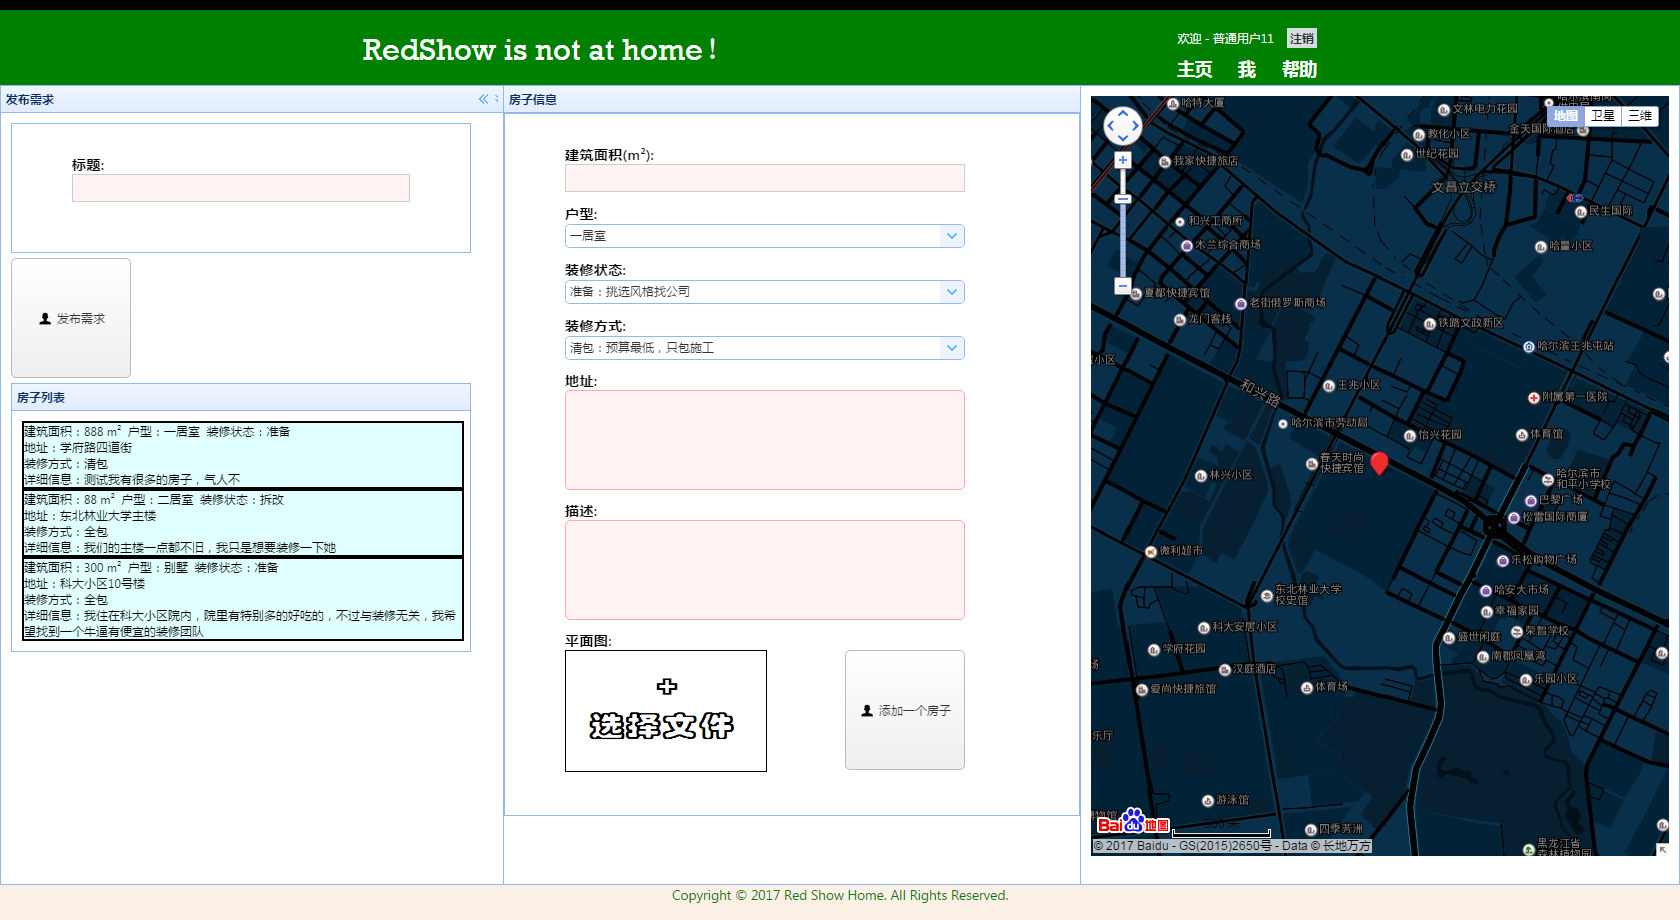 RedShow is not at home！
欢迎 - 普通用户11 注销
主页 我 帮助
发布需求
标题:
发布需求
房子列表
建筑面积：888 m² 户型：一居室 装修状态：准备
地址：学府路四道街
装修方式：清包
详细信息：测试我有很多的房子，气人不
建筑面积：88 m² 户型：二居室 装修状态：拆改
地址：东北林业大学主楼
装修方式：全包
详细信息：我们的主楼一点都不旧，我只是想要装修一下她
建筑面积：300 m² 户型：别墅 装修状态：准备
地址：科大小区10号楼
装修方式：全包
详细信息：我住在科大小区院内，院里有特别多的好吃的，不过与装修无关，我希
望找到一个牛逼有便宜的装修团队
房子信息
建筑面积(m²):
户型:
一居室
装修状态:
准备：挑选风格找公司
装修方式:
清包：预算最低，只包施工
地址:
描述:
平面图:
选择文件
添加一个房子
哈特大厦
文林电力花园
地图 卫星 三维
金天国际酒店
教化小区
世纪花园
我家快捷旅店
文昌立交桥
民生国际
和兴工商所
木兰综合商场
哈量小区
夏都快捷宾馆
老街俄罗斯商场
龙门客栈
铁路文政新区
哈尔滨王兆屯站
小区
王兆小区
和兴路
附属第一医院
哈尔滨市劳动局
怡兴花园
体育馆
春天时尚
快捷宾馆
林兴小区
哈尔滨市
和平小学校
巴黎广场
松雷国际商厦
微利超市
乐松购物广场
东北林业大学
校史馆
哈安大市场
幸福家园
科大安居小区
荣智学校
盛世闲庭
学府花园
南郡凤凰湾
场
汉庭酒店
乐园小区
爱尚快捷旅馆
体育场
乐厅
游泳馆
Bai du 地图
500 米
四季芳洲
黑龙江省
森林植物园
© 2017 Baidu - GS(2015)2650号 - Data © 长地万方
Copyright © 2017 Red Show Home. All Rights Reserved.